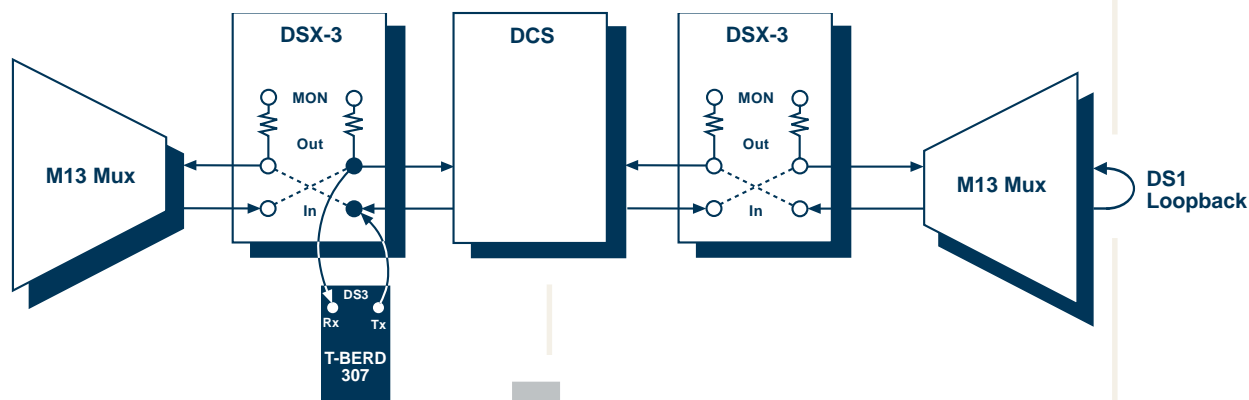 DSX-3
DCS
DSX-3
MON
MON
Out
Out
M13 Mux
M13 Mux
DS1
Loopback
In
In
DS3
Rx
Tx
T-BERD
307